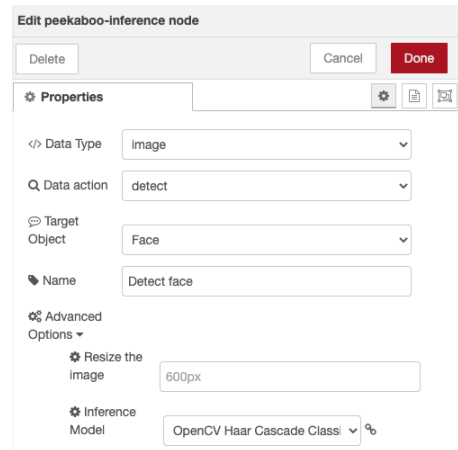 Edit peekaboo-inference node
Delete Cancel Done
Properties
</> Data Type image
Data action detect
Target
Object Face
Name Detect face
Advanced
Options
Resize the
image 600px
Inference
Model OpenCV Haar Cascade Classi